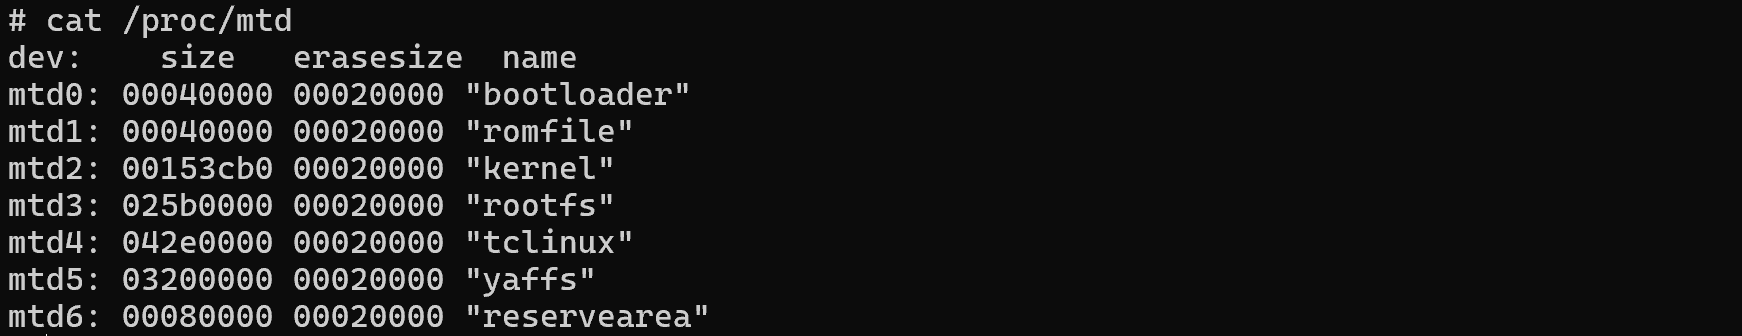 # cat /proc/mtd
dev:    size   erasesize  name
mtd0: 00040000 00020000 "bootloader"
mtd1: 00040000 00020000 "romfile"
mtd2: 00153cb0 00020000 "kernel"
mtd3: 025b0000 00020000 "rootfs"
mtd4: 042e0000 00020000 "tclinux"
mtd5: 03200000 00020000 "yaffs"
mtd6: 00080000 00020000 "reservearea"